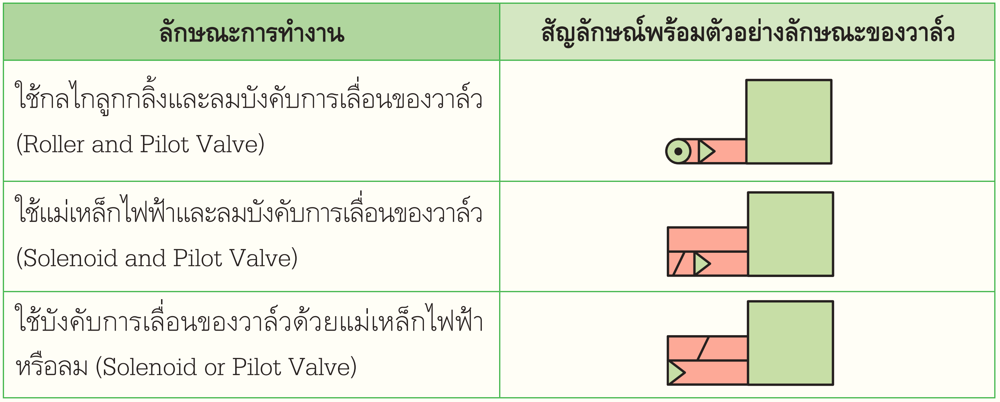 ลักษณะการทำงาน
สัญลักษณ์พร้อมตัวอย่างลักษณะของวาล์ว
ใช้กลไกลูกกลิ้งและลมบังคับการเลื่อนของวาล์ว
(Roller and Pilot Valve)
ใช้แม่เหล็กไฟฟ้าและลมบังคับการเลื่อนของวาล์ว
(Solenoid and Pilot Valve)
ใช้บังคับการเลื่อนของวาล์วด้วยแม่เหล็กไฟฟ้า
หรือลม (Solenoid or Pilot Valve)